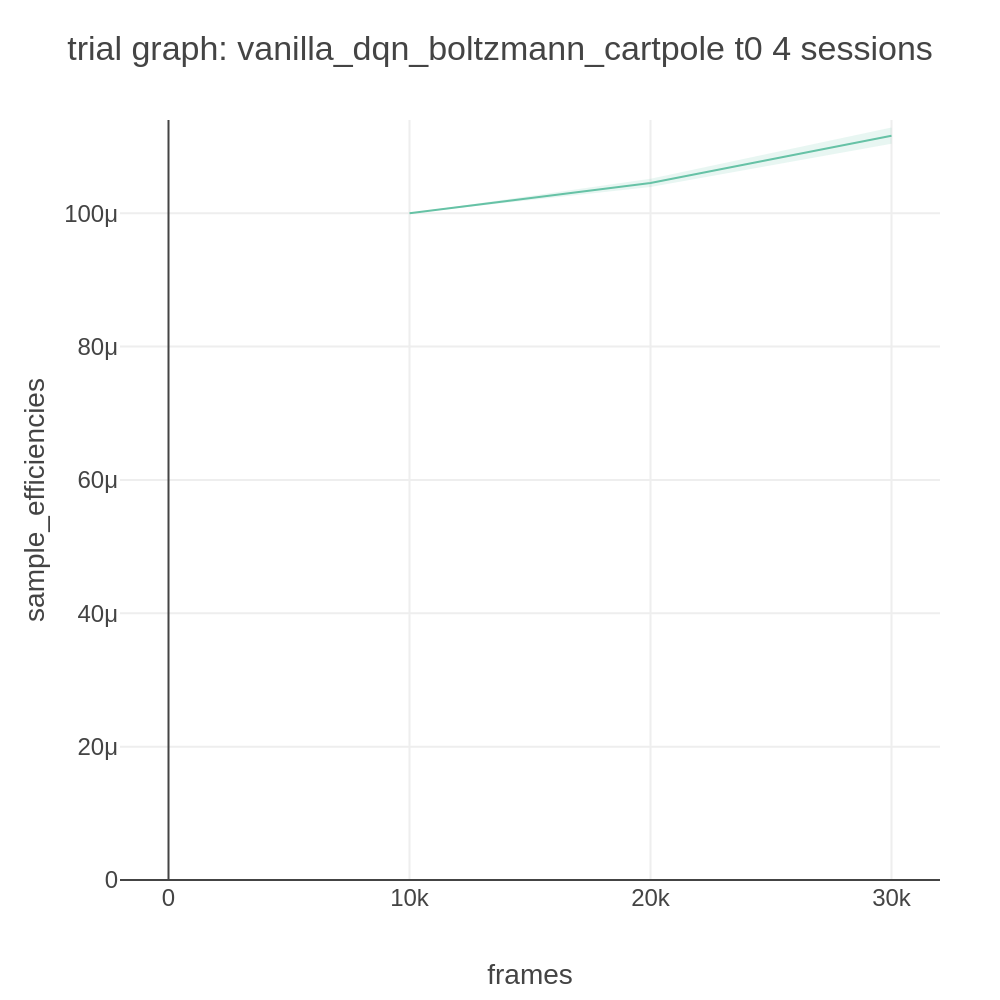 trial graph: vanilla_dqn_boltzmann_cartpole t0 4 sessions
100μ
80μ
60μ
40μ
20μ
0
sample_efficiencies
0 10k 20k 30k
frames